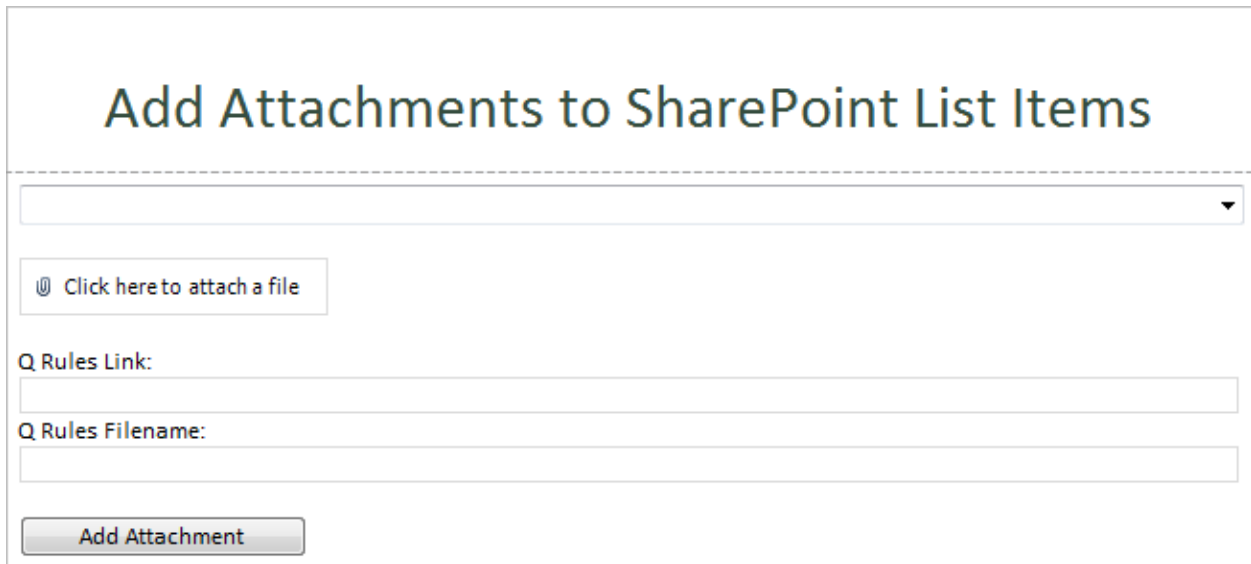 Add Attachments to SharePoint List Items
Click here to attach a file
Q Rules Link:
Q Rules Filename:
Add Attachment